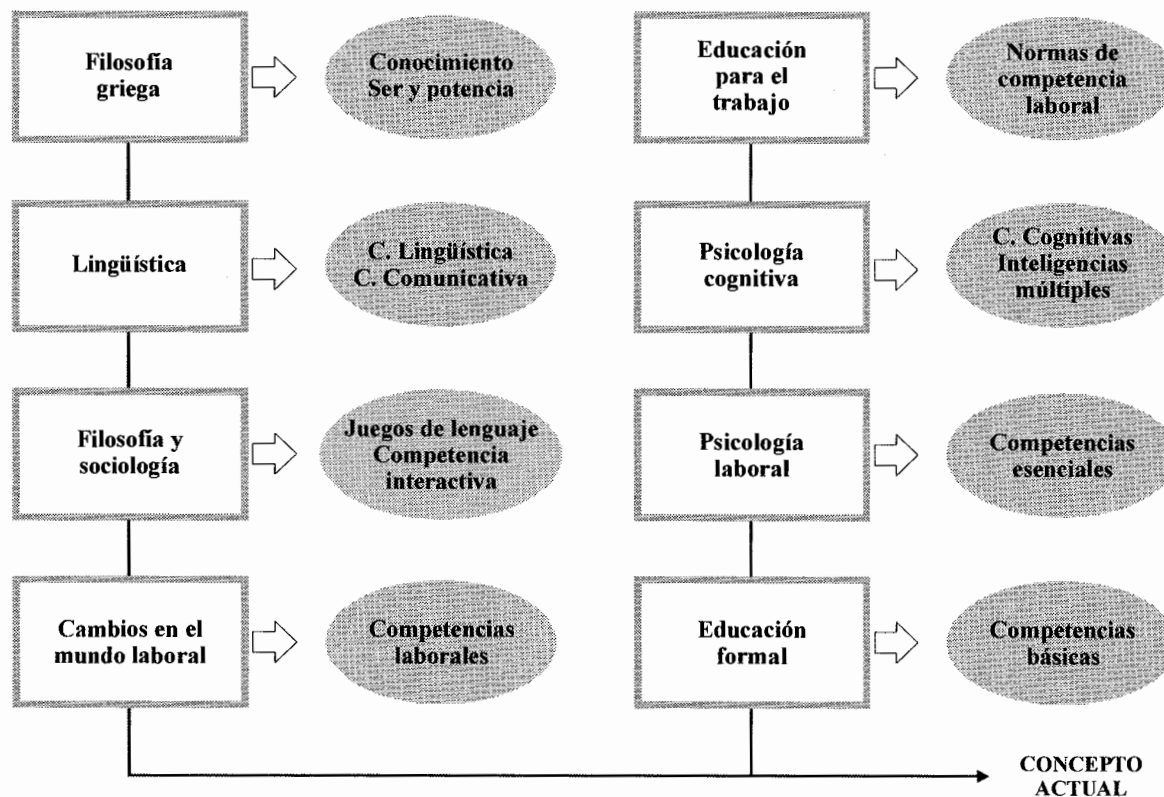 Filosofía
griega
Conocimiento
Ser y potencia
Lingüística
C. Lingüística
C. Comunicativa
Filosofía y
sociología
Juegos de lenguaje
Competencia
interactiva
Cambios en el
mundo laboral
Competencias
laborales
Educación
para el
trabajo
Normas de
competencia
laboral
Psicología
cognitiva
C. Cognitivas
Inteligencias
múltiples
Psicología
laboral
Competencias
esenciales
Educación
formal
Competencias
básicas
CONCEPTO
ACTUAL